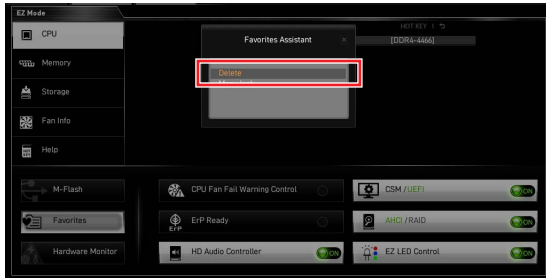 EZ Mode
HOT KEY | 
CPU
Favorites Assistant
×
[DDR4-4466]
Memory
Delete
Storage
Fan Info
Help
M-Flash
CPU Fan Fail Warning Control
CSM /UEFI
ON
Favorites
ErP
ErP Ready
AHCI /RAID
ON
Hardware Monitor
HD Audio Controller
ON
EZ LED Control
ON